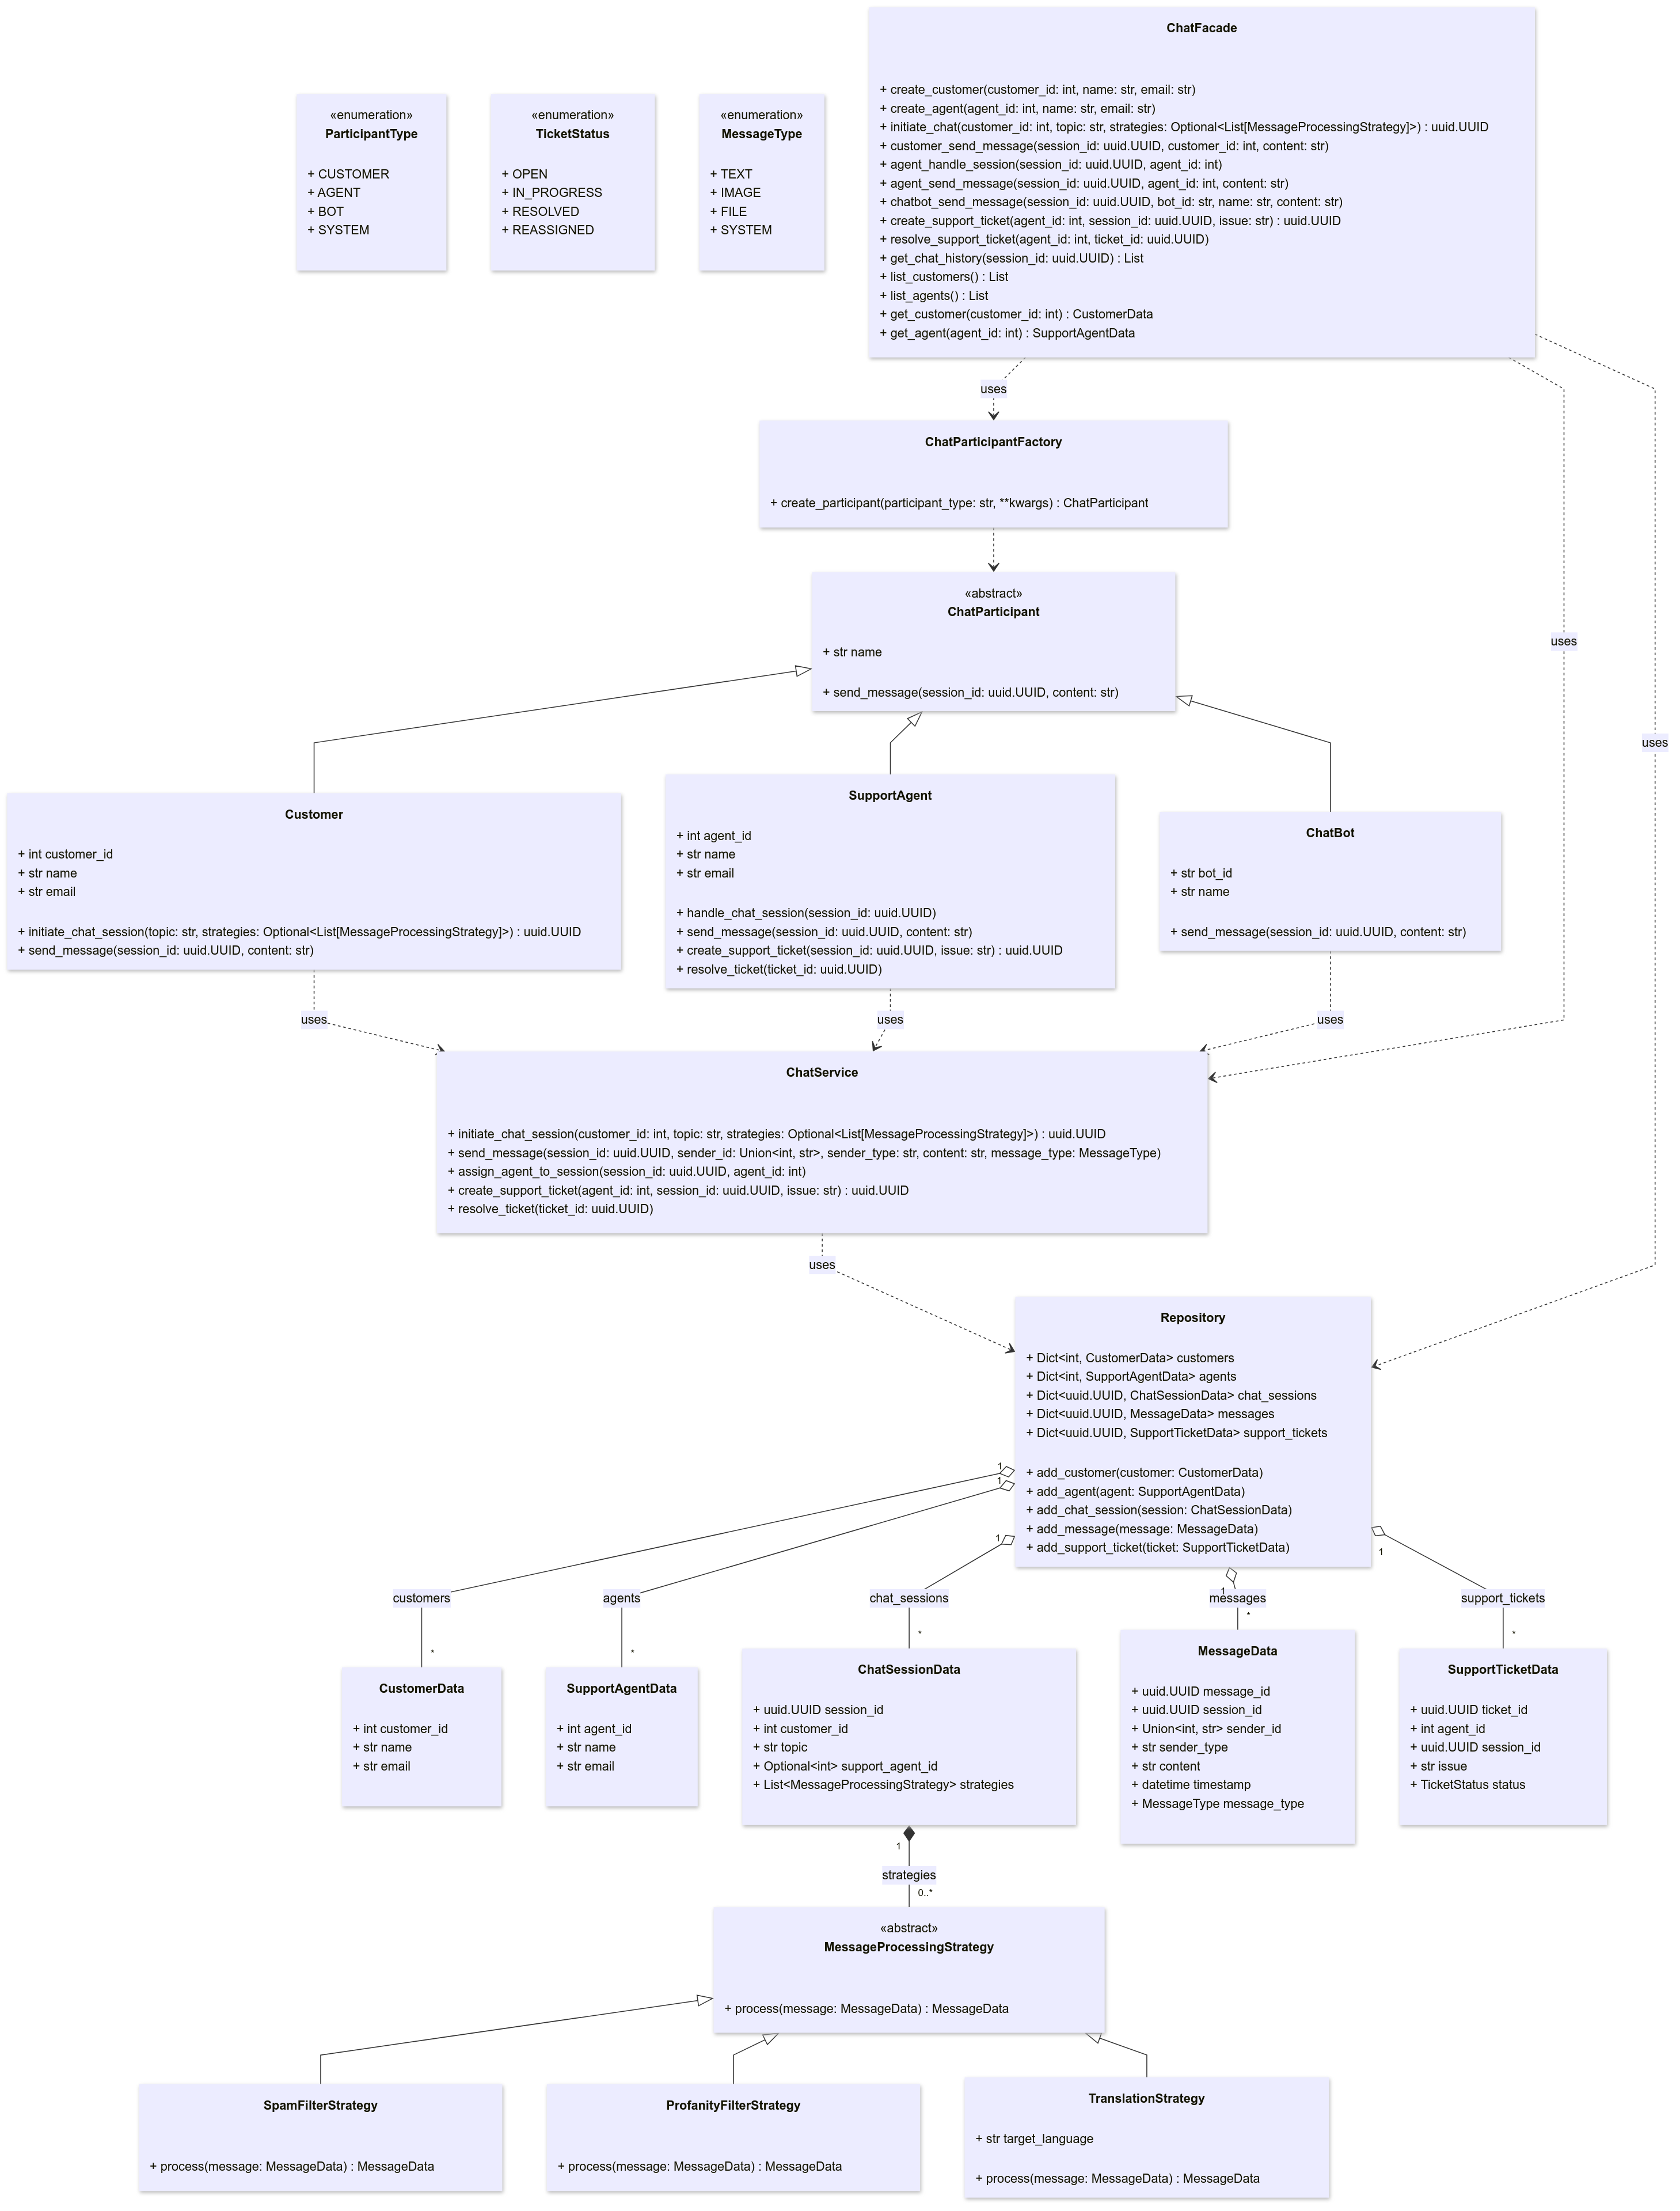 ChatFacade
+ create_customer(customer_id: int, name: str, email: str)
+ create_agent(agent_id: int, name: str, email: str)
+ initiate_chat(customer_id: int, topic: str, strategies: Optional<List[MessageProcessingStrategy]>) : uuid.UUID
+ customer_send_message(session_id: uuid.UUID, customer_id: int, content: str)
+ agent_handle_session(session_id: uuid.UUID, agent_id: int)
+ agent_send_message(session_id: uuid.UUID, agent_id: int, content: str)
+ chatbot_send_message(session_id: uuid.UUID, bot_id: str, name: str, content: str)
+ create_support_ticket(agent_id: int, session_id: uuid.UUID, issue: str) : uuid.UUID
+ resolve_support_ticket(agent_id: int, ticket_id: uuid.UUID)
+ get_chat_history(session_id: uuid.UUID) : List
+ list_customers() : List
+ list_agents() : List
+ get_customer(customer_id: int) : CustomerData
+ get_agent(agent_id: int) : SupportAgentData
«enumeration»
ParticipantType
+ CUSTOMER
+ AGENT
+ BOT
+ SYSTEM
«enumeration»
TicketStatus
+ OPEN
+ IN_PROGRESS
+ RESOLVED
+ REASSIGNED
«enumeration»
MessageType
+ TEXT
+ IMAGE
+ FILE
+ SYSTEM
uses
ChatParticipantFactory
+ create_participant(participant_type: str, **kwargs) : ChatParticipant
«abstract»
ChatParticipant
+ str name
+ send_message(session_id: uuid.UUID, content: str)
uses
uses
Customer
+ int customer_id
+ str name
+ str email
+ initiate_chat_session(topic: str, strategies: Optional<List[MessageProcessingStrategy]>) : uuid.UUID
+ send_message(session_id: uuid.UUID, content: str)
SupportAgent
+ int agent_id
+ str name
+ str email
+ handle_chat_session(session_id: uuid.UUID)
+ send_message(session_id: uuid.UUID, content: str)
+ create_support_ticket(session_id: uuid.UUID, issue: str) : uuid.UUID
+ resolve_ticket(ticket_id: uuid.UUID)
ChatBot
+ str bot_id
+ str name
+ send_message(session_id: uuid.UUID, content: str)
uses
uses
uses
ChatService
+ initiate_chat_session(customer_id: int, topic: str, strategies: Optional<List[MessageProcessingStrategy]>) : uuid.UUID
+ send_message(session_id: uuid.UUID, sender_id: Union<int, str>, sender_type: str, content: str, message_type: MessageType)
+ assign_agent_to_session(session_id: uuid.UUID, agent_id: int)
+ create_support_ticket(agent_id: int, session_id: uuid.UUID, issue: str) : uuid.UUID
+ resolve_ticket(ticket_id: uuid.UUID)
uses
Repository
+ Dict<int, CustomerData> customers
+ Dict<int, SupportAgentData> agents
+ Dict<uuid.UUID, ChatSessionData> chat_sessions
+ Dict<uuid.UUID, MessageData> messages
+ Dict<uuid.UUID, SupportTicketData> support_tickets
+ add_customer(customer: CustomerData)
+ add_agent(agent: SupportAgentData)
+ add_chat_session(session: ChatSessionData)
+ add_message(message: MessageData)
+ add_support_ticket(ticket: SupportTicketData)
1
1
1
1
1
customers
agents
chat_sessions
messages
support_tickets
*
*
*
*
*
CustomerData
+ int customer_id
+ str name
+ str email
SupportAgentData
+ int agent_id
+ str name
+ str email
ChatSessionData
+ uuid.UUID session_id
+ int customer_id
+ str topic
+ Optional<int> support_agent_id
+ List<MessageProcessingStrategy> strategies
MessageData
+ uuid.UUID message_id
+ uuid.UUID session_id
+ Union<int, str> sender_id
+ str sender_type
+ str content
+ datetime timestamp
+ MessageType message_type
SupportTicketData
+ uuid.UUID ticket_id
+ int agent_id
+ uuid.UUID session_id
+ str issue
+ TicketStatus status
1
strategies
0..*
«abstract»
MessageProcessingStrategy
+ process(message: MessageData) : MessageData
SpamFilterStrategy
+ process(message: MessageData) : MessageData
ProfanityFilterStrategy
+ process(message: MessageData) : MessageData
TranslationStrategy
+ str target_language
+ process(message: MessageData) : MessageData